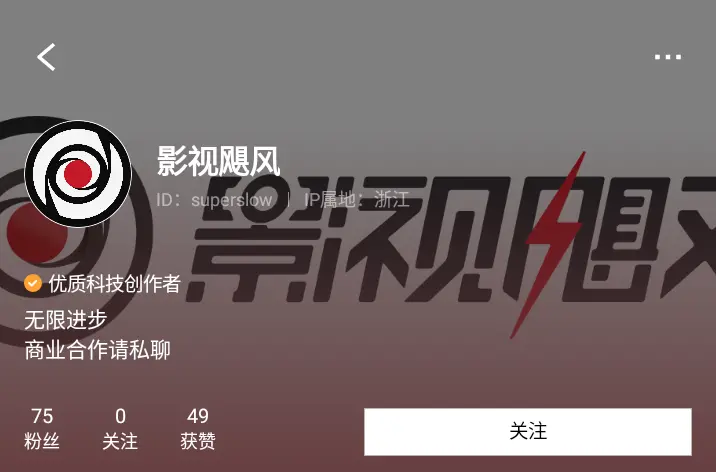 影视飓风
ID：superslow | IP属地：浙江
影视飓风
优质科技创作者
无限进步
商业合作请私聊
75 0 49
粉丝 关注 获赞
关注